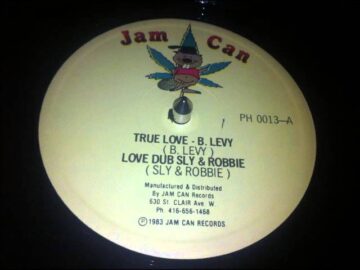 Jam Can
PH 0013-A
TRUE LOVE - B. LEVY
( B. LEVY )
LOVE DUB SLY & ROBBIE
( SLY & ROBBIE )
Manufactured & Distributed
By JAM CAN Records
630 ST. CLAIR Ave. W
Ph. 416-656-1468
℗ 1983 JAM CAN RECORDS.